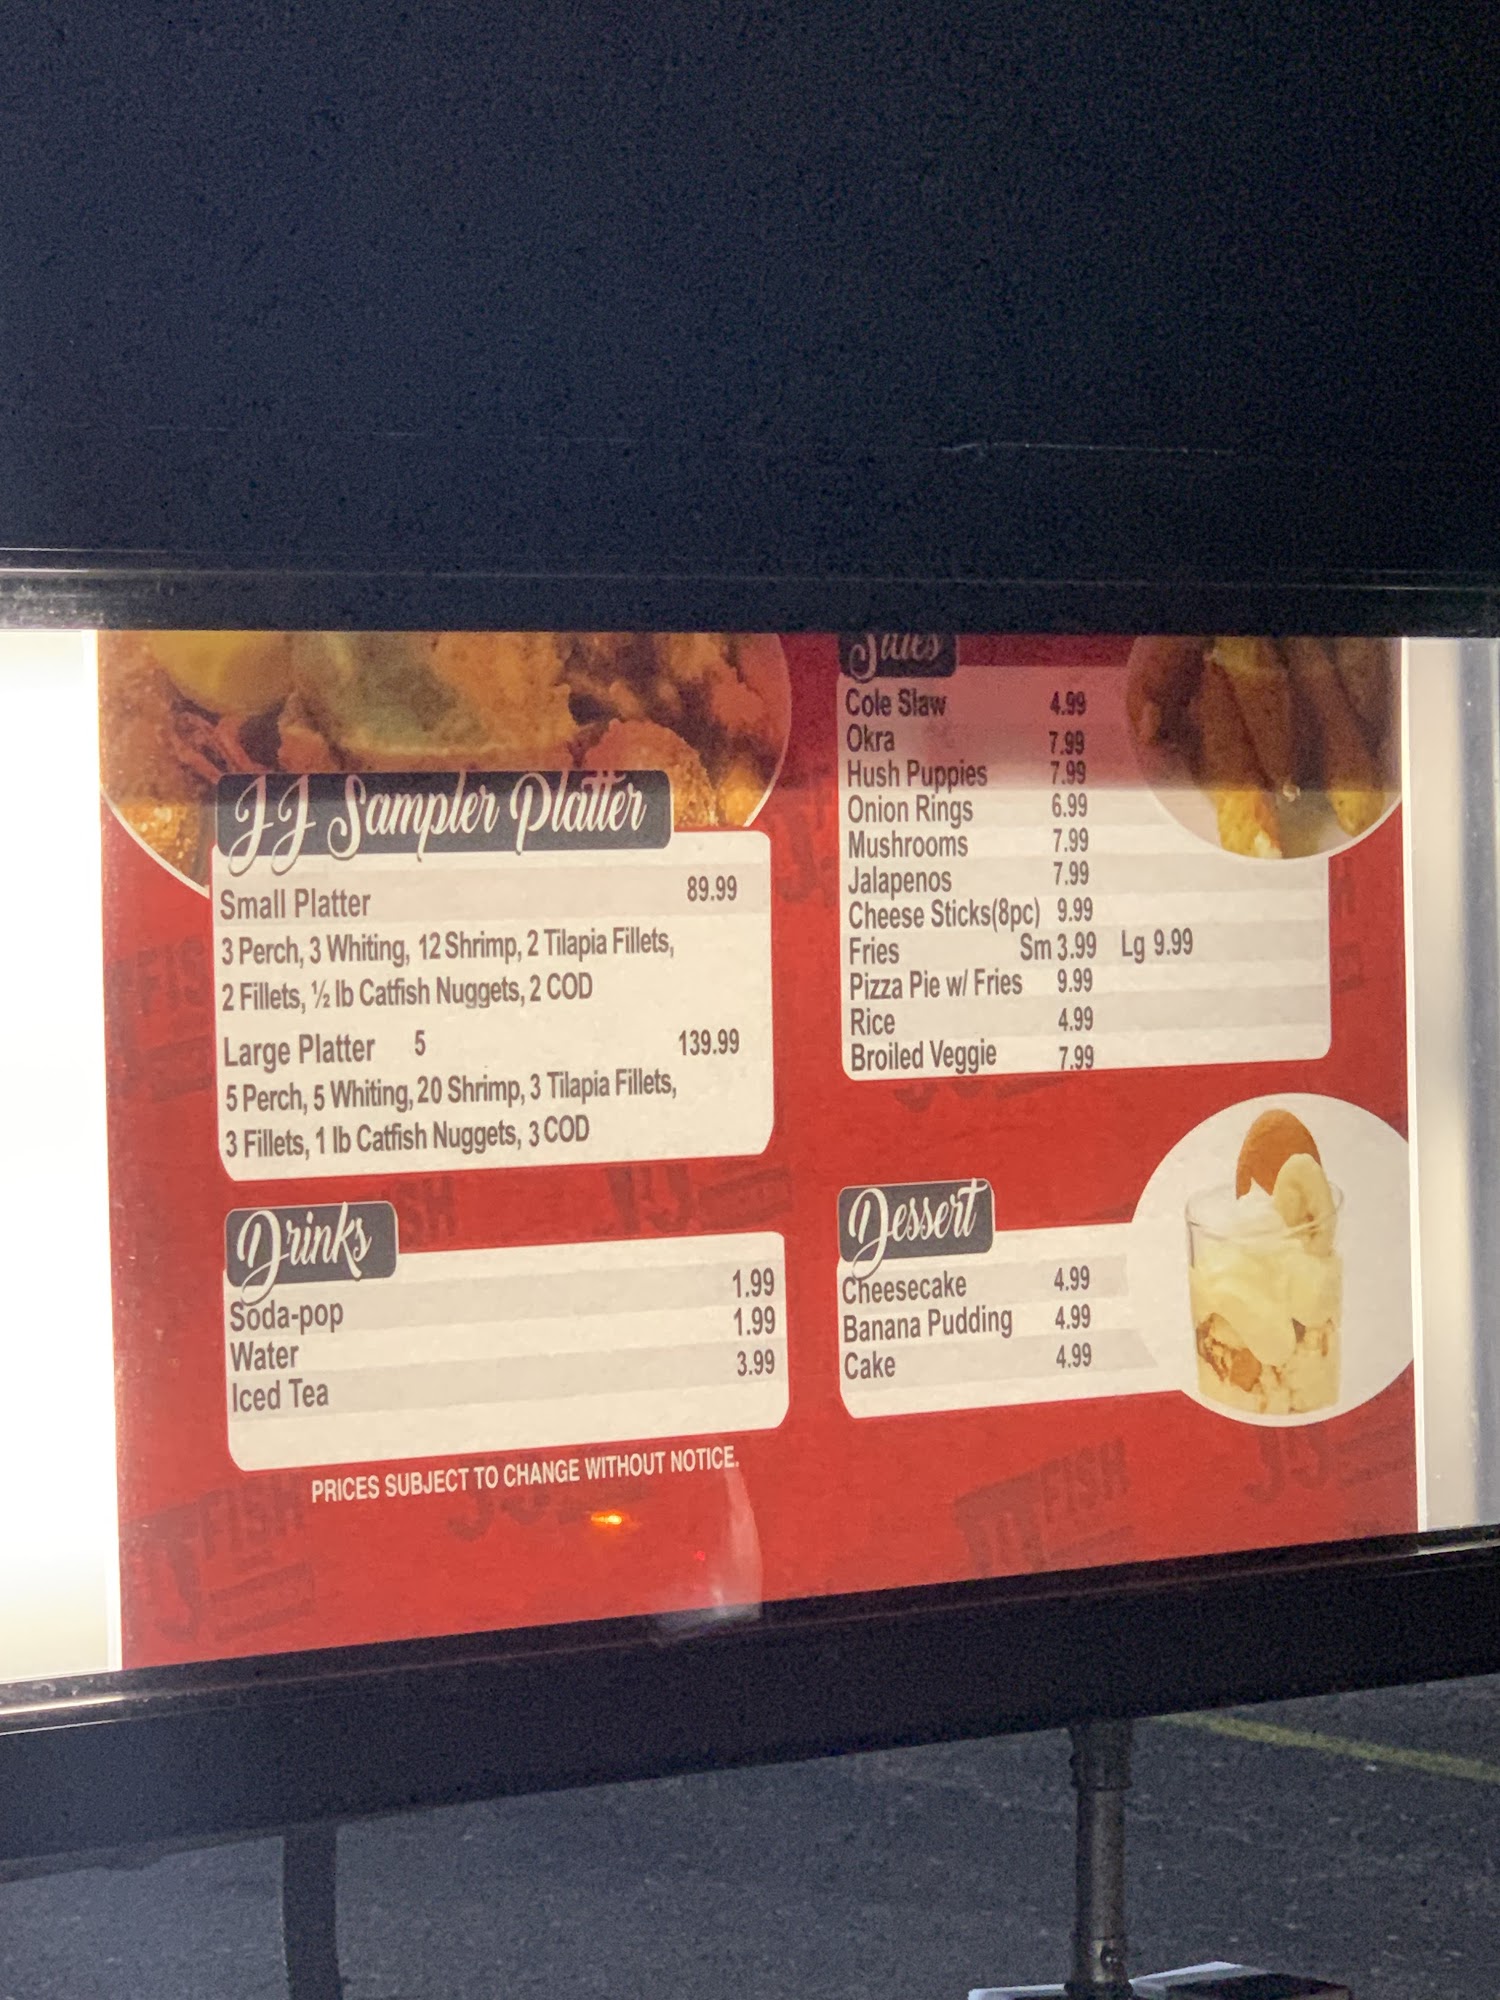 JJ Sampler Platter
Small Platter 89.99
3 Perch, 3 Whiting, 12 Shrimp, 2 Tilapia Fillets,
2 Fillets, ½ lb Catfish Nuggets, 2 COD
Large Platter 5 139.99
5 Perch, 5 Whiting, 20 Shrimp, 3 Tilapia Fillets,
3 Fillets, 1 lb Catfish Nuggets, 3 COD
Drinks
Soda-pop 1.99
Water 1.99
Iced Tea 3.99
PRICES SUBJECT TO CHANGE WITHOUT NOTICE.
Sides
Cole Slaw 4.99
Okra 7.99
Hush Puppies 7.99
Onion Rings 6.99
Mushrooms 7.99
Jalapenos 7.99
Cheese Sticks(8pc) 9.99
Fries Sm 3.99 Lg 9.99
Pizza Pie w/ Fries 9.99
Rice 4.99
Broiled Veggie 7.99
Dessert
Cheesecake 4.99
Banana Pudding 4.99
Cake 4.99
JJ FISH